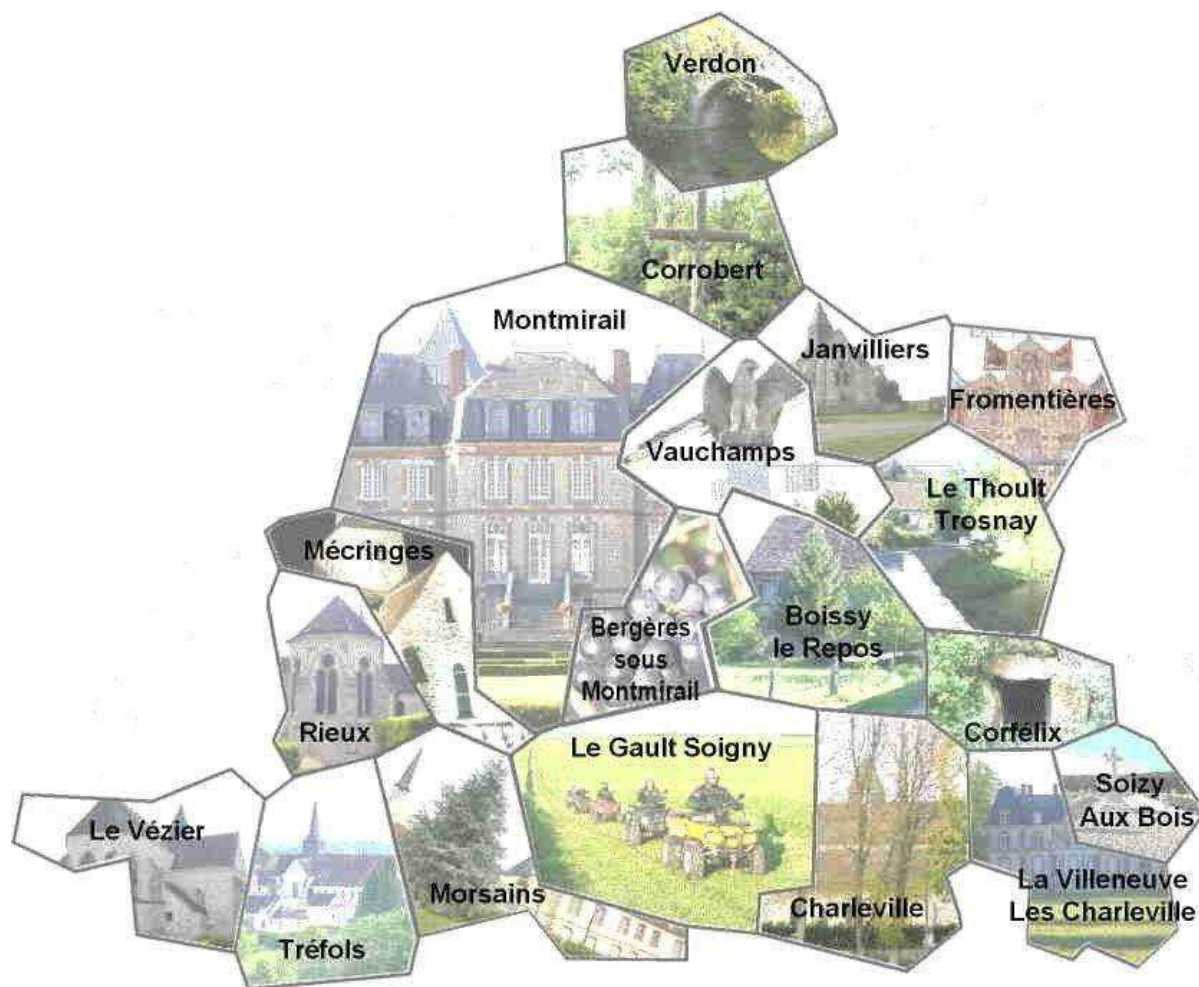 Verdon
Corrobert
Montmirail
Janvilliers
Fromentières
Vauchamps
Le Thoult
Trosnay
Mécringes
Boissy
le Repos
Bergères
sous
Montmirail
Rieux
Corfélix
Le Gault Soigny
Soizy
Aux Bois
Le Vézier
La Villeneuve
Les Charleville
Morsains
Charleville
Tréfols